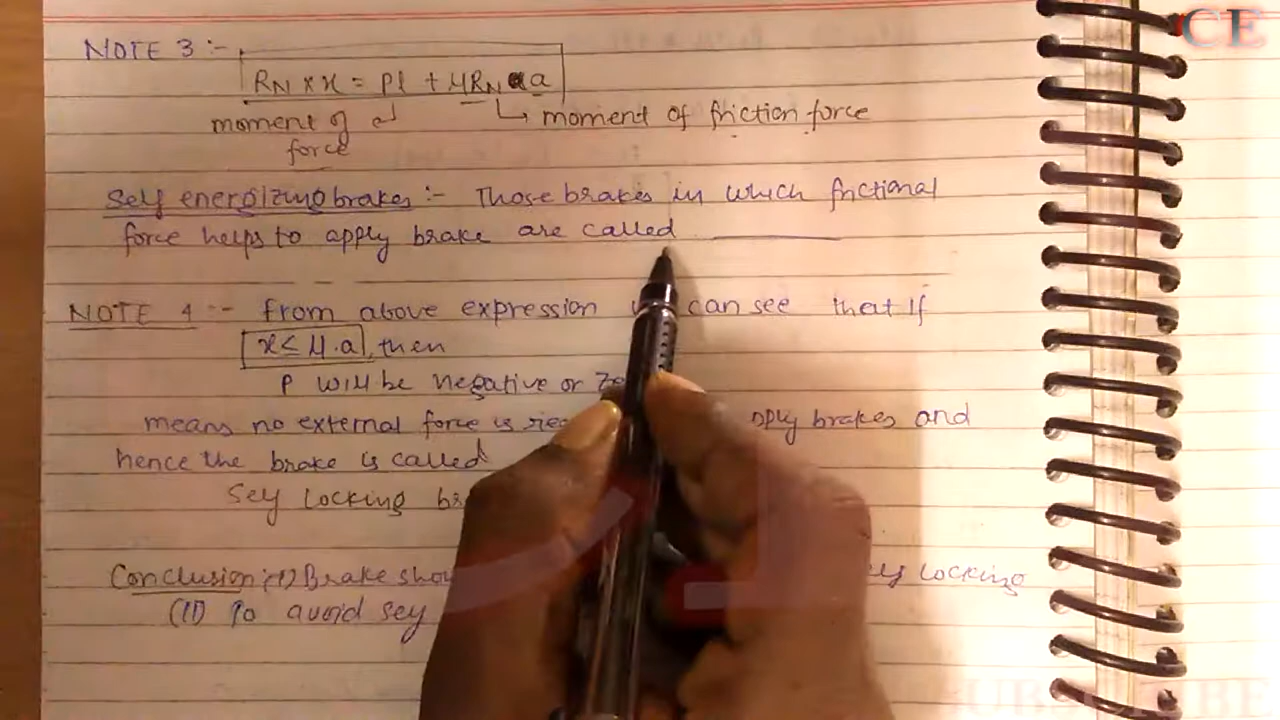 CE
NOTE 3 :-
RN × x = Pl + μRN a
moment of
force
moment of friction force
Self energizing brakes :- Those brakes in which frictional
force helps to apply brake are called
NOTE 4 :- from above expression can see that if
x ≤ μ.a, then
P will be negative or
means no external force is apply brakes and
hence the brake is called
Self locking
Conclusion :- (I) Brake locking
(II) To avoid self
SUBSCRIBE